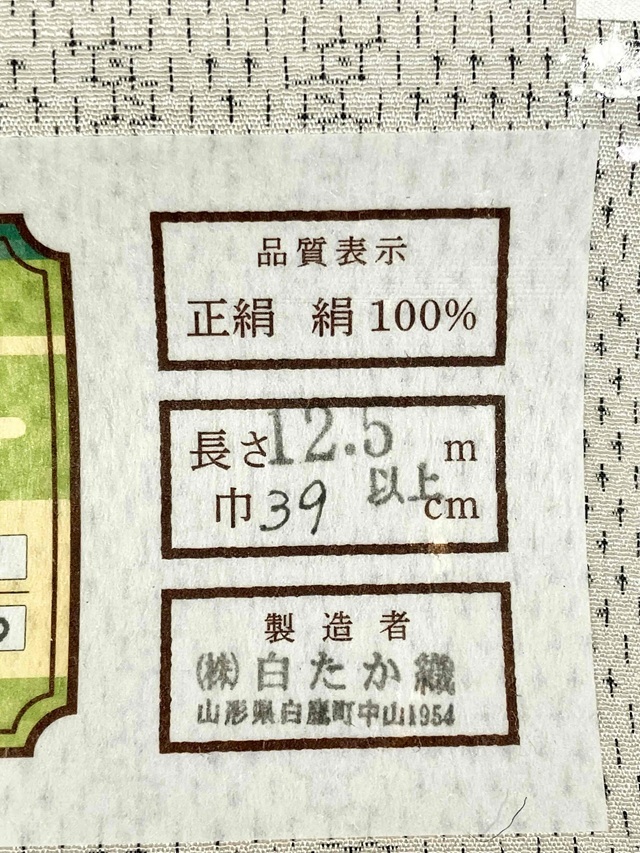 品質表示
正絹 絹100%
長さ12.5 m
以上
巾39 cm
製造者
㈱白たか織
山形県白鷹町中山1954